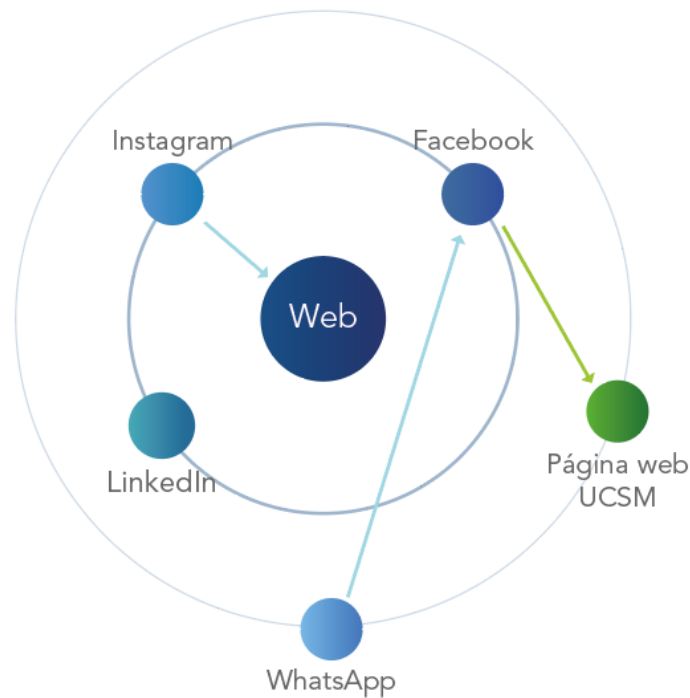 Instagram
Facebook
Web
LinkedIn
Página web
UCSM
WhatsApp